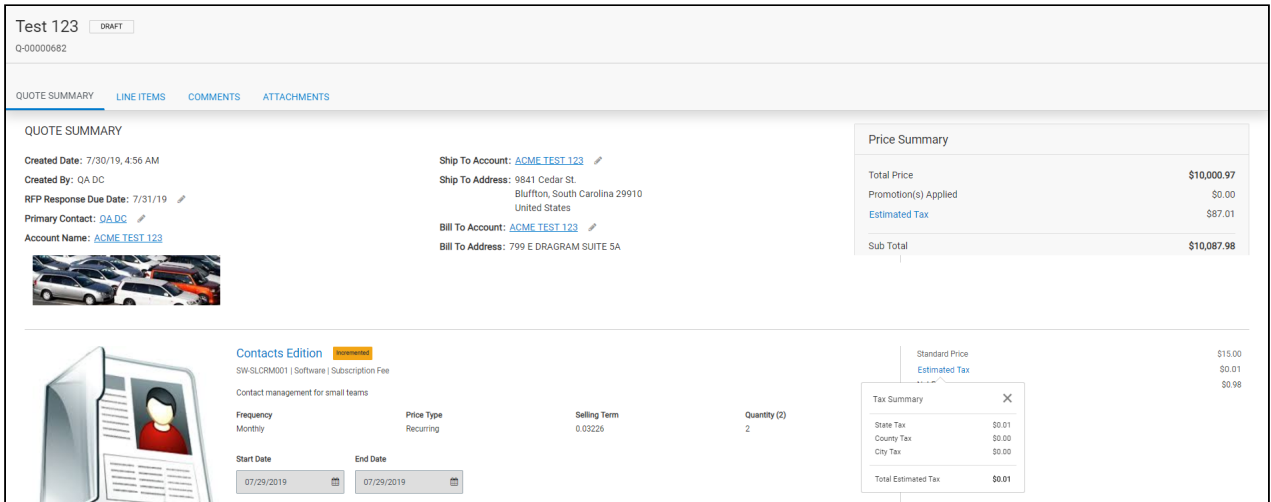 Test 123 DRAFT
Q-00000682
QUOTE SUMMARY LINE ITEMS COMMENTS ATTACHMENTS
QUOTE SUMMARY
Created Date: 7/30/19, 4:56 AM
Created By: QA DC
RFP Response Due Date: 7/31/19
Primary Contact: QA DC
Account Name: ACME TEST 123
Ship To Account: ACME TEST 123
Ship To Address: 9841 Cedar St.
Bluffton, South Carolina 29910
United States
Bill To Account: ACME TEST 123
Bill To Address: 799 E DRAGRAM SUITE 5A
Price Summary
Total Price $10,000.97
Promotion(s) Applied $0.00
Estimated Tax $87.01
Sub Total $10,087.98
Contacts Edition Incremented
SW-SLCRM001 | Software | Subscription Fee
Contact management for small teams
Frequency Price Type Selling Term Quantity (2)
Monthly Recurring 0.03226 2
Start Date End Date
07/29/2019 07/29/2019
Standard Price $15.00
Estimated Tax $0.01
$0.98
Tax Summary
State Tax $0.01
County Tax $0.00
City Tax $0.00
Total Estimated Tax $0.01